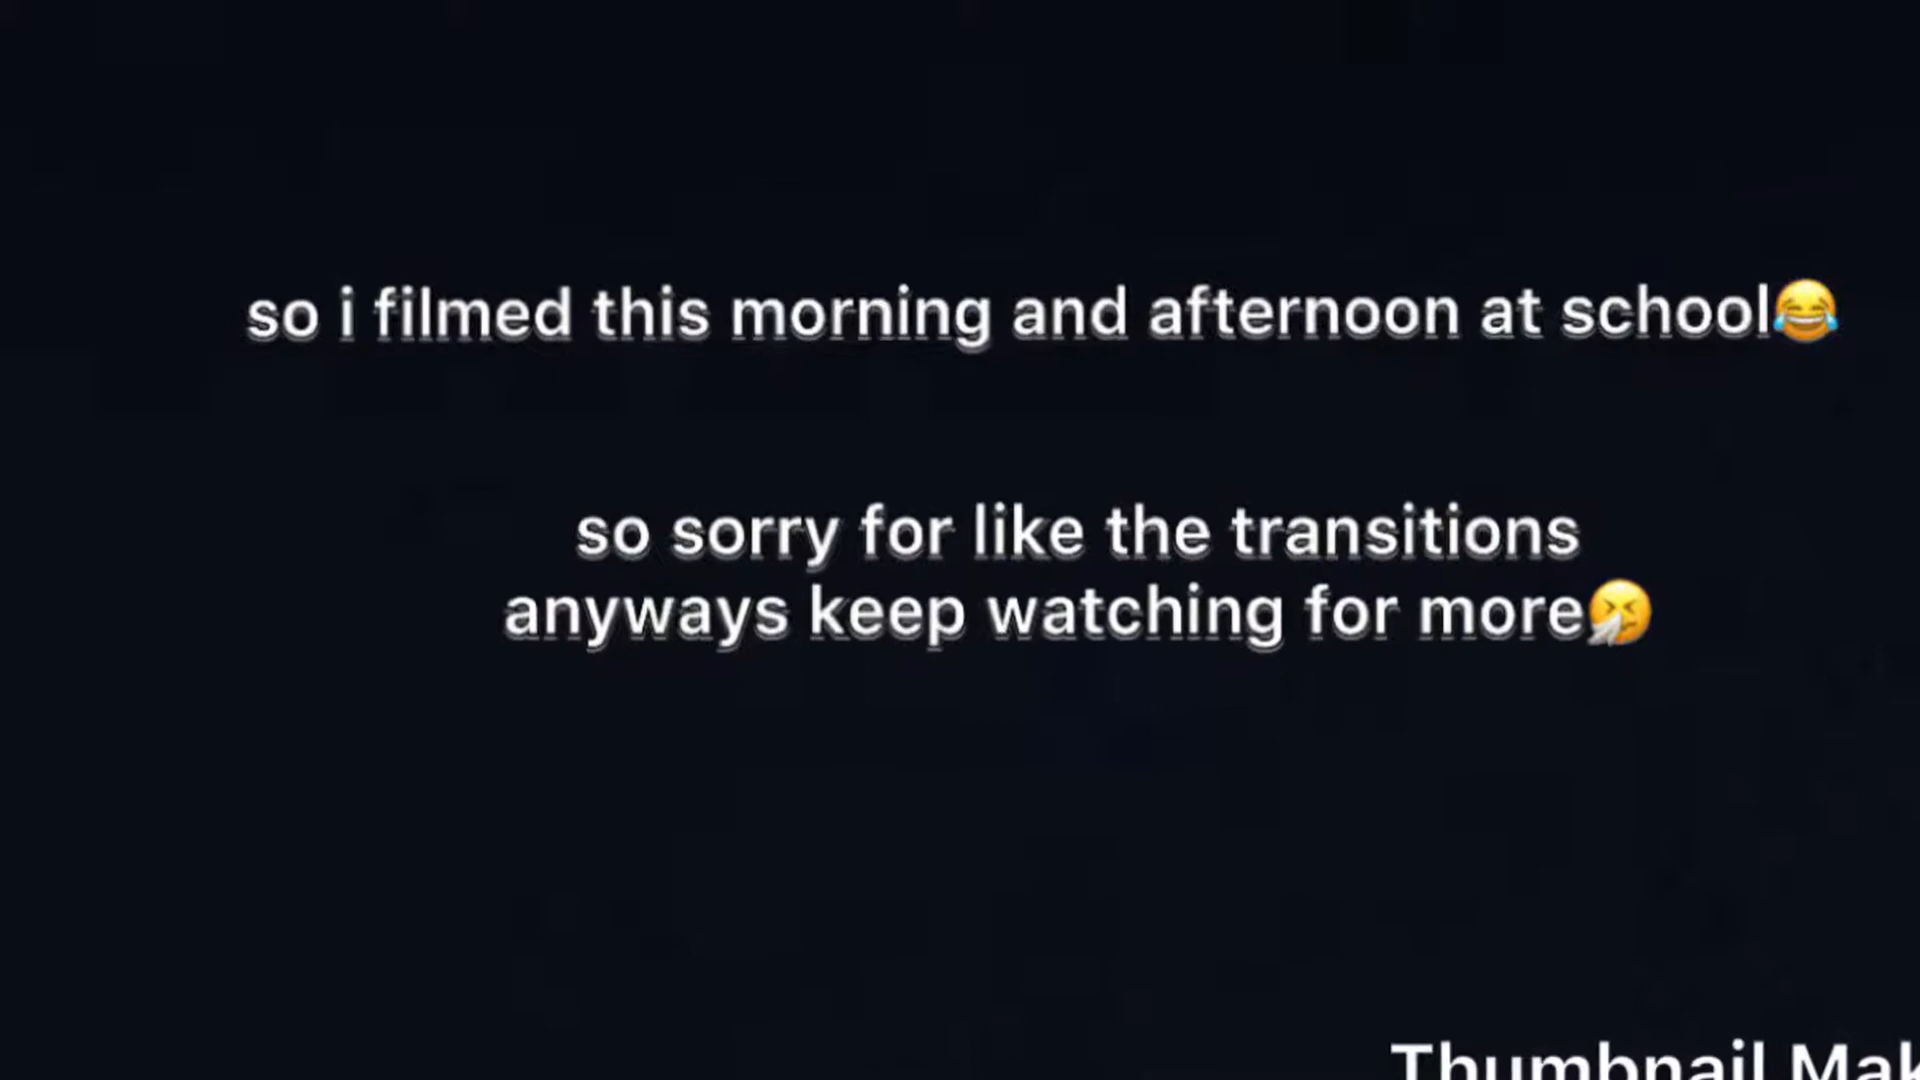 so i filmed this morning and afternoon at school😂
so sorry for like the transitions
anyways keep watching for more🤧
Thumbnail